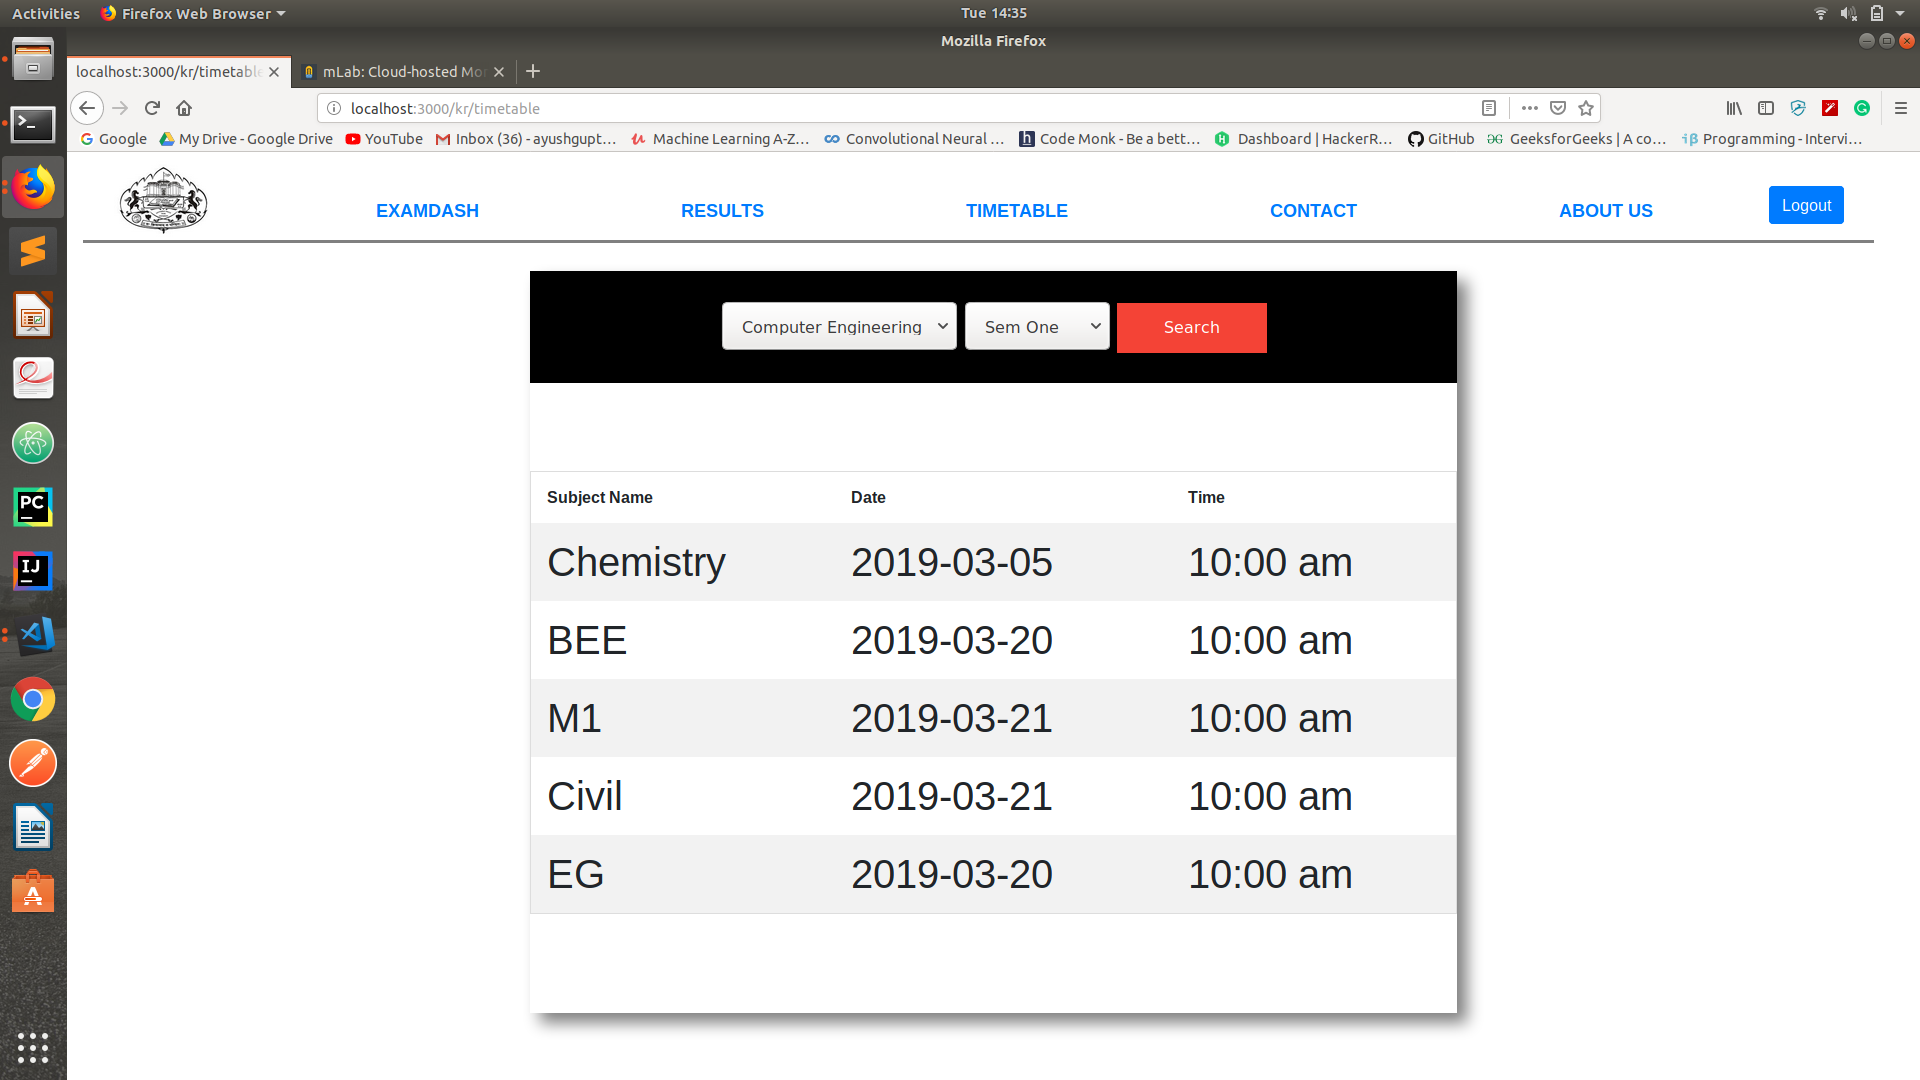 Activities Firefox Web Browser Tue 14:35
Mozilla Firefox
localhost:3000/kr/timetable mLab: Cloud-hosted Mon
localhost:3000/kr/timetable
Google My Drive - Google Drive YouTube Inbox (36) - ayushgupt... Machine Learning A-Z... Convolutional Neural ... Code Monk - Be a bett... Dashboard | HackerR... GitHub GeeksforGeeks | A co... Programming - Intervi...
EXAMDASH RESULTS TIMETABLE CONTACT ABOUT US Logout
Computer Engineering Sem One Search
Subject Name Date Time
Chemistry 2019-03-05 10:00 am
BEE 2019-03-20 10:00 am
M1 2019-03-21 10:00 am
Civil 2019-03-21 10:00 am
EG 2019-03-20 10:00 am
PC
IJ